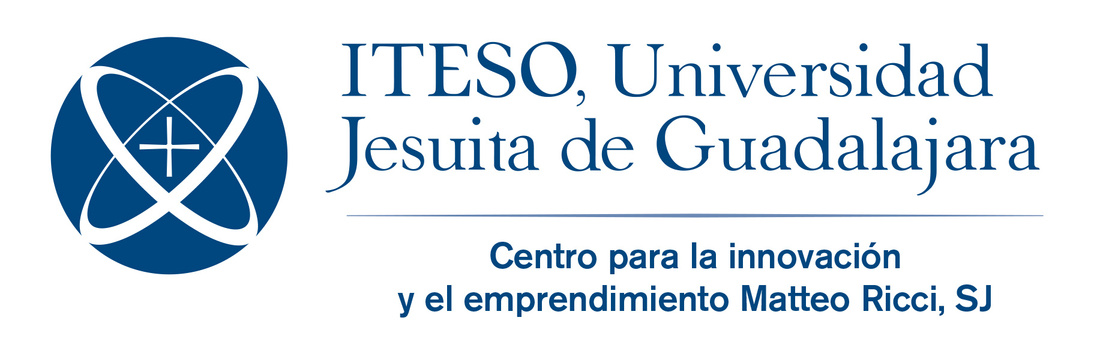 ITESO, Universidad
Jesuita de Guadalajara
Centro para la innovación
y el emprendimiento Matteo Ricci, SJ